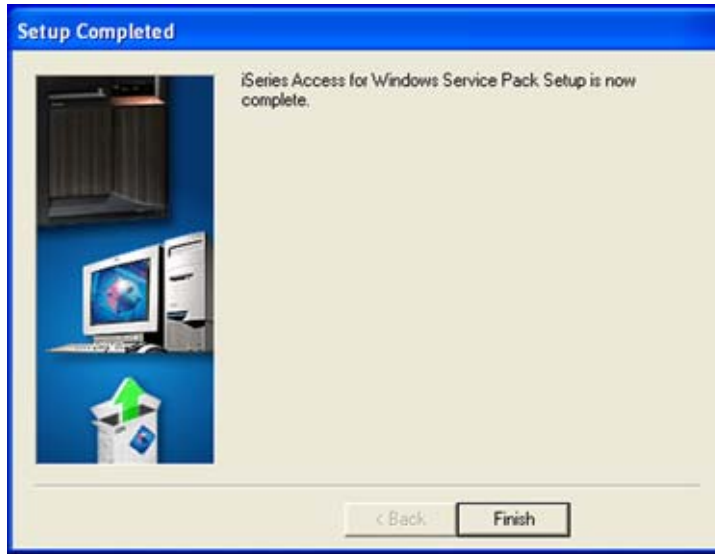 Setup Completed
iSeries Access for Windows Service Pack Setup is now
complete.
< Back
Finish